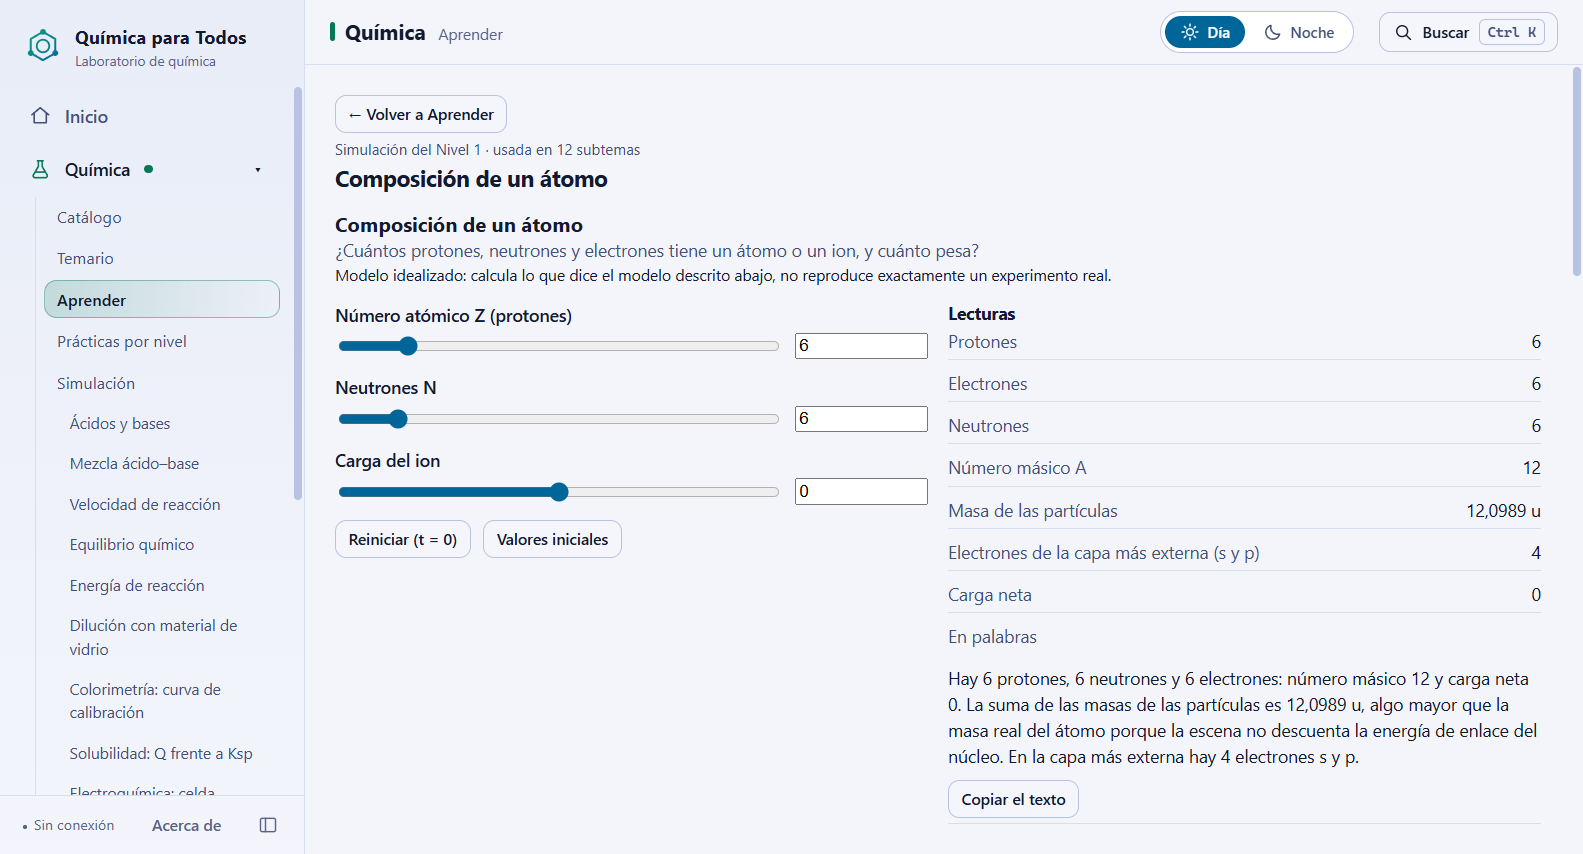 Química para Todos
Laboratorio de química
Inicio
Química
Catálogo
Temario
Aprender
Prácticas por nivel
Simulación
Ácidos y bases
Mezcla ácido–base
Velocidad de reacción
Equilibrio químico
Energía de reacción
Dilución con material de
vidrio
Colorimetría: curva de
calibración
Solubilidad: Q frente a Ksp
Electroquímica: celda
Sin conexión
Acerca de
Química Aprender
Día
Noche
Buscar Ctrl K
← Volver a Aprender
Simulación del Nivel 1 · usada en 12 subtemas
Composición de un átomo
Composición de un átomo
¿Cuántos protones, neutrones y electrones tiene un átomo o un ion, y cuánto pesa?
Modelo idealizado: calcula lo que dice el modelo descrito abajo, no reproduce exactamente un experimento real.
Número atómico Z (protones)
6
Neutrones N
6
Carga del ion
0
Reiniciar (t = 0)
Valores iniciales
Lecturas
Protones 6
Electrones 6
Neutrones 6
Número másico A 12
Masa de las partículas 12,0989 u
Electrones de la capa más externa (s y p) 4
Carga neta 0
En palabras
Hay 6 protones, 6 neutrones y 6 electrones: número másico 12 y carga neta
0. La suma de las masas de las partículas es 12,0989 u, algo mayor que la
masa real del átomo porque la escena no descuenta la energía de enlace del
núcleo. En la capa más externa hay 4 electrones s y p.
Copiar el texto